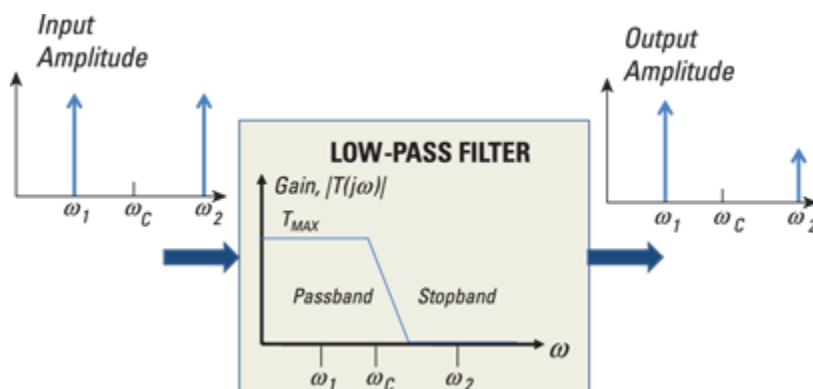 Input
Amplitude
ω1 ωC ω2
LOW-PASS FILTER
Gain, |T(jω)|
TMAX
Passband Stopband
ω
ω1 ωC ω2
Output
Amplitude
ω1 ωC ω2